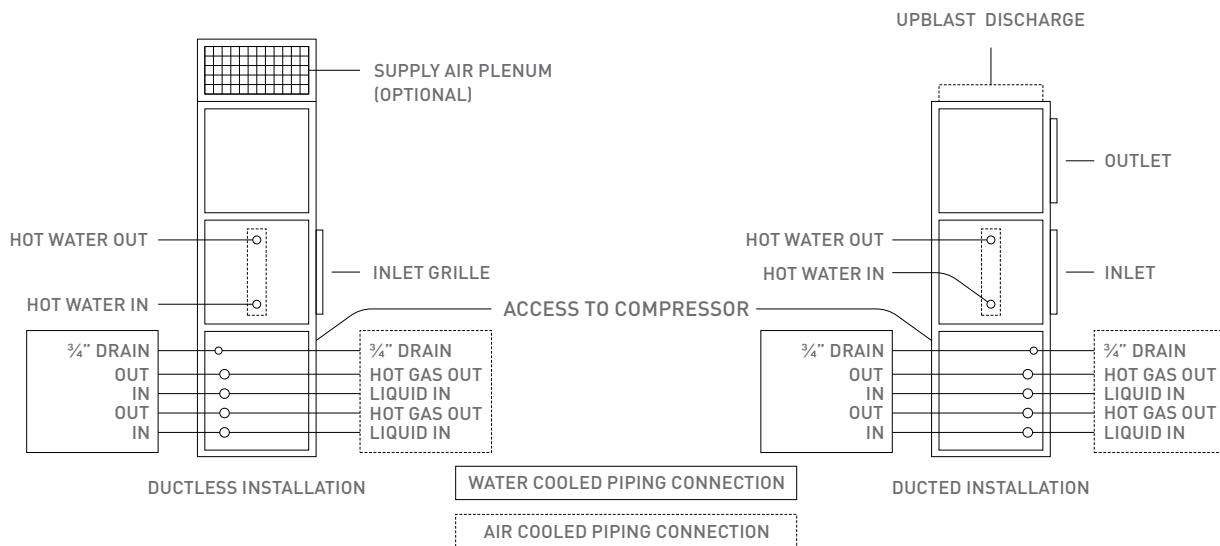 UPBLAST DISCHARGE
SUPPLY AIR PLENUM
(OPTIONAL)
OUTLET
HOT WATER OUT
INLET GRILLE
HOT WATER IN
HOT WATER OUT
HOT WATER IN
INLET
ACCESS TO COMPRESSOR
¾” DRAIN
OUT
IN
OUT
IN
¾” DRAIN
HOT GAS OUT
LIQUID IN
HOT GAS OUT
LIQUID IN
¾” DRAIN
OUT
IN
OUT
IN
¾” DRAIN
HOT GAS OUT
LIQUID IN
HOT GAS OUT
LIQUID IN
DUCTLESS INSTALLATION
WATER COOLED PIPING CONNECTION
DUCTED INSTALLATION
AIR COOLED PIPING CONNECTION